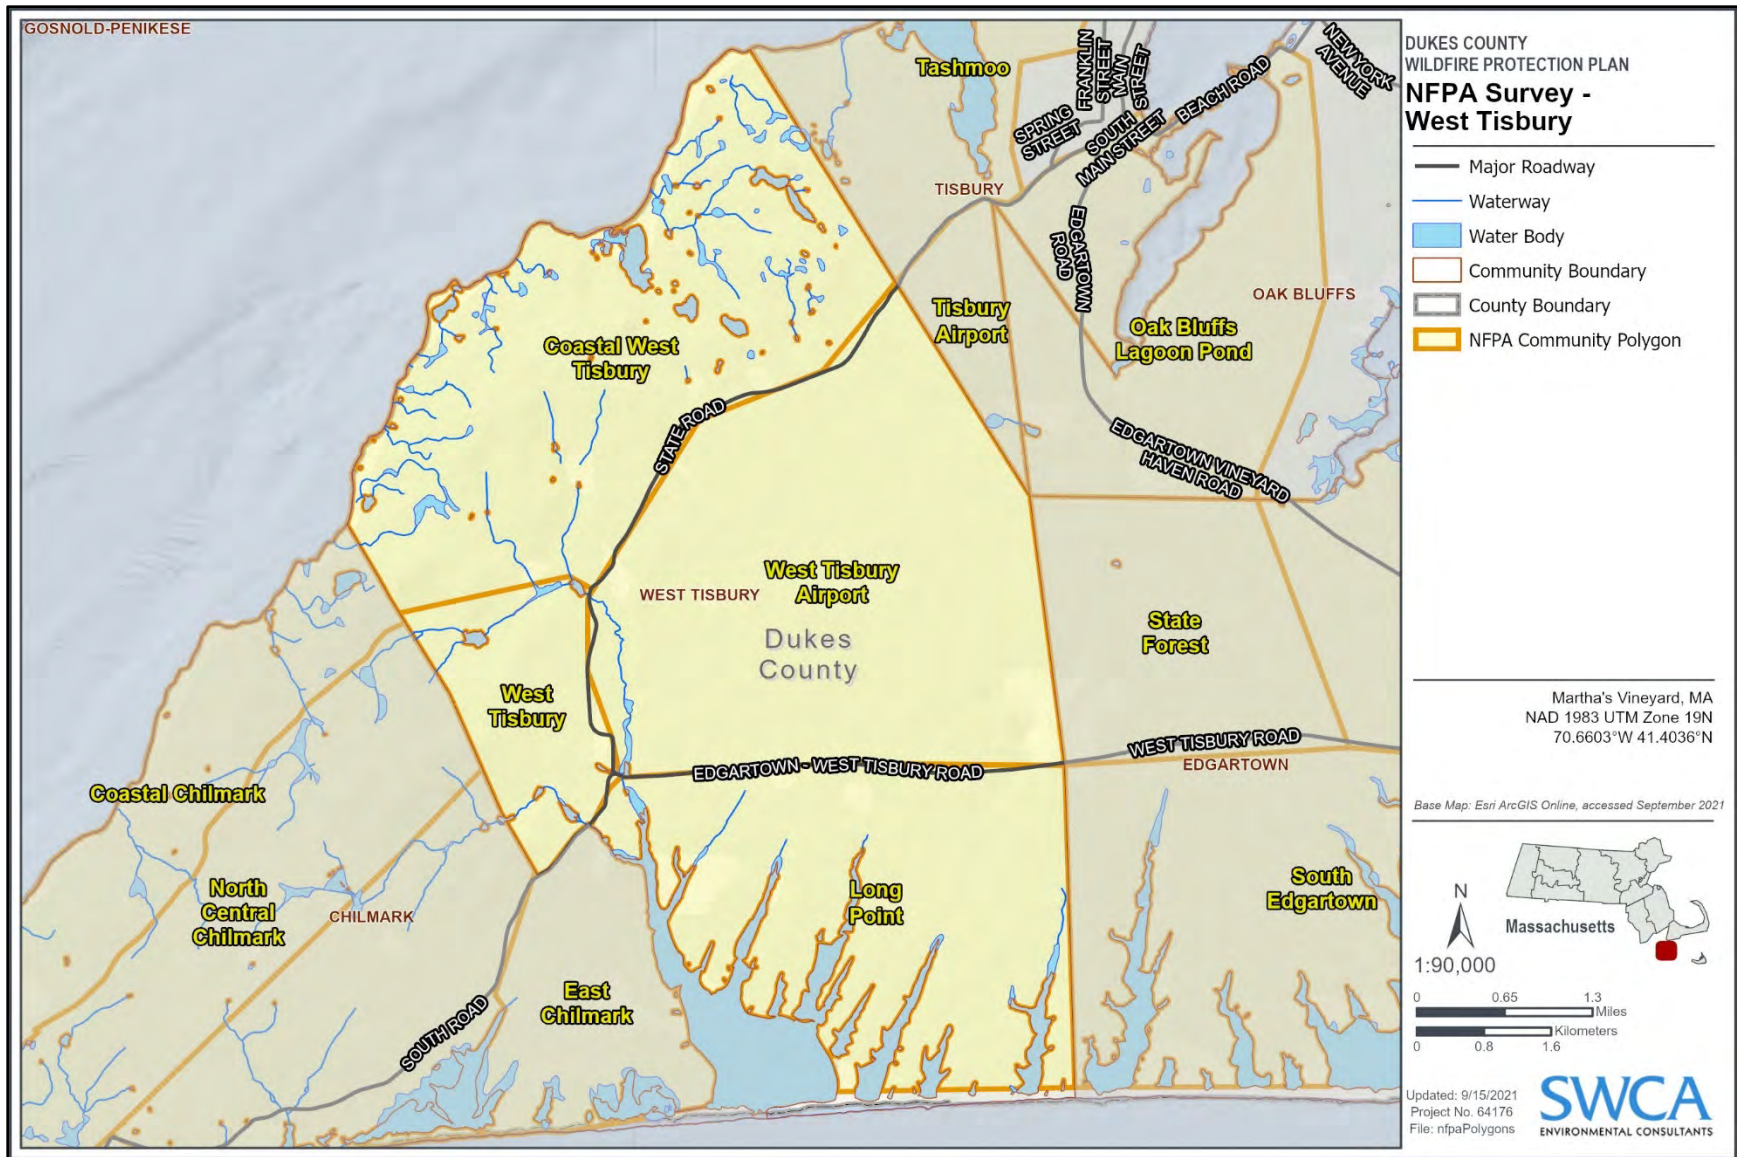 GOSNOLD-PENIKESE
Tashmoo
FRANKLIN
STREET
MAIN
STREET
NEWYORK
AVENUE
SPRING
STREET
SOUTH
MAIN STREET
BEACH ROAD
TISBURY
EDGARTOWN
ROAD
OAK BLUFFS
Tisbury
Airport
Oak Bluffs
Lagoon Pond
Coastal West
Tisbury
STATE ROAD
EDGARTOWN VINEYARD
HAVEN ROAD
West Tisbury
Airport
WEST TISBURY
Dukes
County
State
Forest
West
Tisbury
WEST TISBURY ROAD
EDGARTOWN - WEST TISBURY ROAD
EDGARTOWN
Coastal Chilmark
North
Central
Chilmark
CHILMARK
Long
Point
South
Edgartown
East
Chilmark
SOUTH ROAD
DUKES COUNTY
WILDFIRE PROTECTION PLAN
NFPA Survey -
West Tisbury
Major Roadway
Waterway
Water Body
Community Boundary
County Boundary
NFPA Community Polygon
Martha's Vineyard, MA
NAD 1983 UTM Zone 19N
70.6603°W 41.4036°N
Base Map: Esri ArcGIS Online, accessed September 2021
N
Massachusetts
1:90,000
0 0.65 1.3
Miles
Kilometers
0 0.8 1.6
Updated: 9/15/2021
Project No. 64176
File: nfpaPolygons
SWCA
ENVIRONMENTAL CONSULTANTS